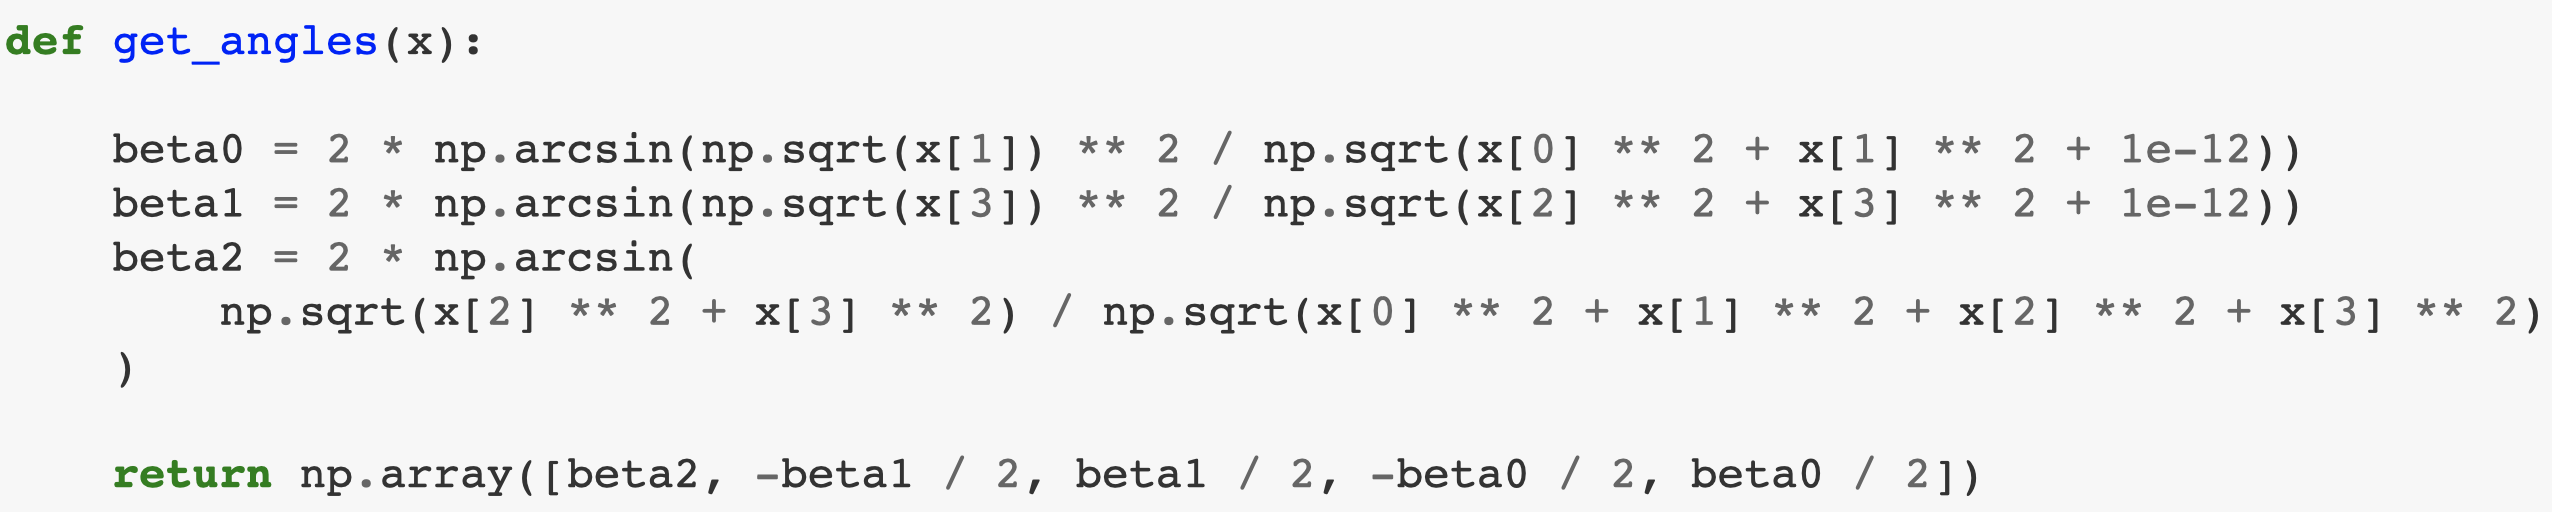 def get_angles(x):

    beta0 = 2 * np.arcsin(np.sqrt(x[1]) ** 2 / np.sqrt(x[0] ** 2 + x[1] ** 2 + 1e-12))
    beta1 = 2 * np.arcsin(np.sqrt(x[3]) ** 2 / np.sqrt(x[2] ** 2 + x[3] ** 2 + 1e-12))
    beta2 = 2 * np.arcsin(
        np.sqrt(x[2] ** 2 + x[3] ** 2) / np.sqrt(x[0] ** 2 + x[1] ** 2 + x[2] ** 2 + x[3] ** 2)
    )

    return np.array([beta2, -beta1 / 2, beta1 / 2, -beta0 / 2, beta0 / 2])